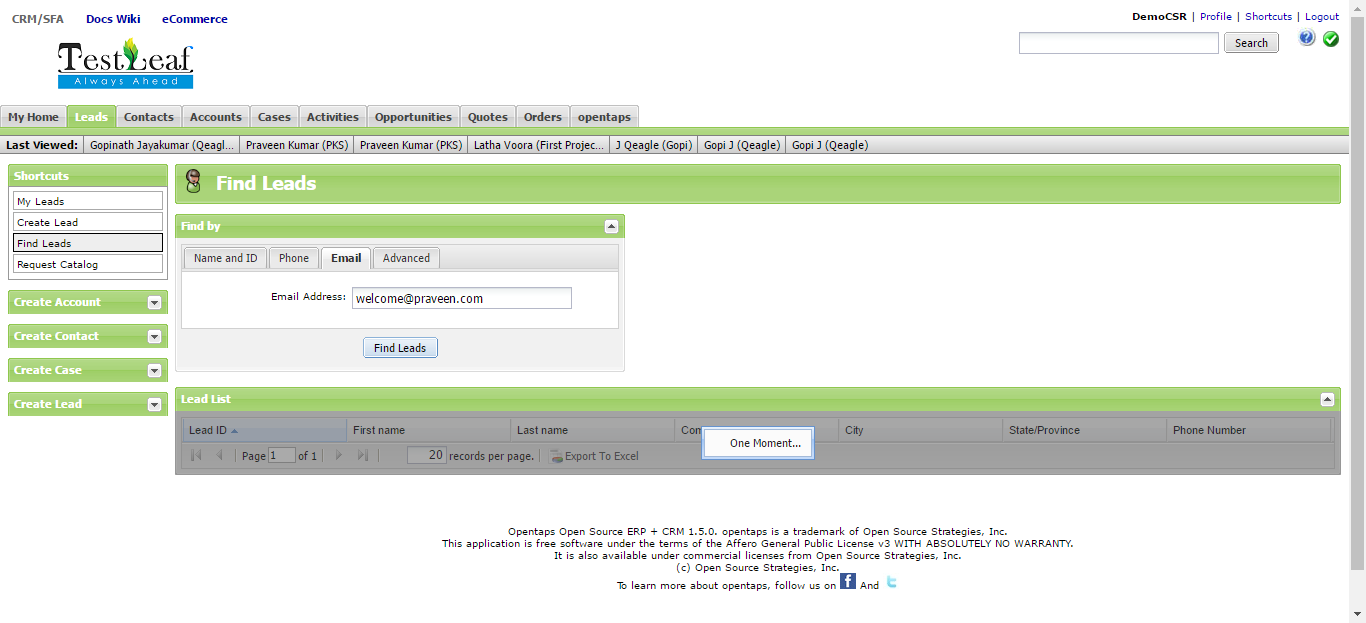 CRM/SFA Docs Wiki eCommerce
DemoCSR | Profile | Shortcuts | Logout
TestLeaf
Always Ahead
Search
My Home Leads Contacts Accounts Cases Activities Opportunities Quotes Orders opentaps
Last Viewed: Gopinath Jayakumar (Qeagl... Praveen Kumar (PKS) Praveen Kumar (PKS) Latha Voora (First Projec... J Qeagle (Gopi) Gopi J (Qeagle) Gopi J (Qeagle)
Shortcuts
My Leads
Create Lead
Find Leads
Request Catalog
Create Account
Create Contact
Create Case
Create Lead
Find Leads
Find by
Name and ID Phone Email Advanced
Email Address: welcome@praveen.com
Find Leads
Lead List
Lead ID First name Last name City State/Province Phone Number
One Moment...
Page 1 of 1 20 records per page. Export To Excel
Opentaps Open Source ERP + CRM 1.5.0. opentaps is a trademark of Open Source Strategies, Inc.
This application is free software under the terms of the Affero General Public License v3 WITH ABSOLUTELY NO WARRANTY.
It is also available under commercial licenses from Open Source Strategies, Inc.
(c) Open Source Strategies, Inc.
To learn more about opentaps, follow us on f And t